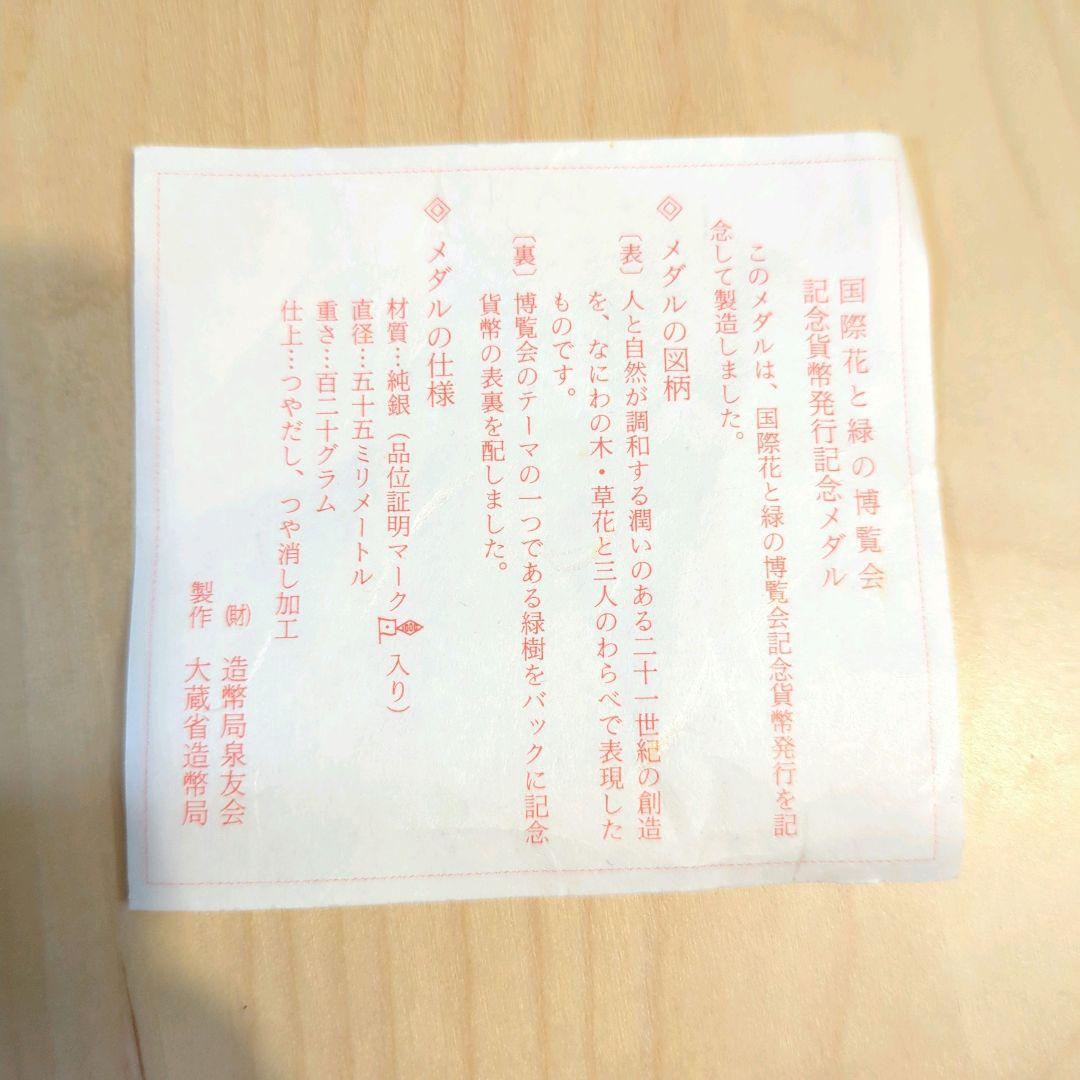 国際花と緑の博覧会
記念貨幣発行記念メダル
このメダルは、国際花と緑の博覧会記念貨幣発行を記
念して製造しました。
◈ メダルの図柄
〔表〕 人と自然が調和する潤いのある二十一世紀の創造
を、なにわの木・草花と三人のわらべで表現した
ものです。
〔裏〕 博覧会のテーマの一つである緑樹をバックに記念
貨幣の表裏を配しました。
◈ メダルの仕様
材質…純銀（品位証明マーク 入り）
直径…五十五ミリメートル
重さ…百二十グラム
仕上…つやだし、つや消し加工
㈶ 造幣局泉友会
製作 大蔵省造幣局